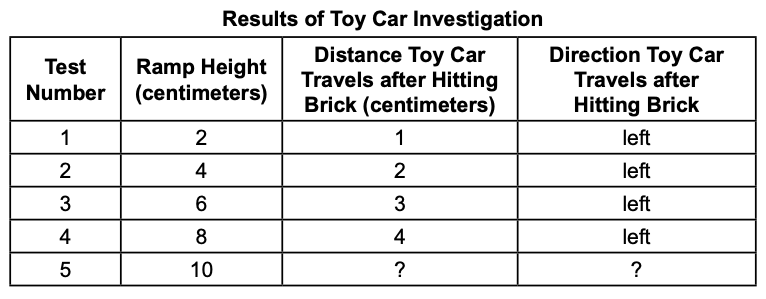 Results of Toy Car Investigation
Test Number | Ramp Height (centimeters) | Distance Toy Car Travels after Hitting Brick (centimeters) | Direction Toy Car Travels after Hitting Brick
1 | 2 | 1 | left
2 | 4 | 2 | left
3 | 6 | 3 | left
4 | 8 | 4 | left
5 | 10 | ? | ?